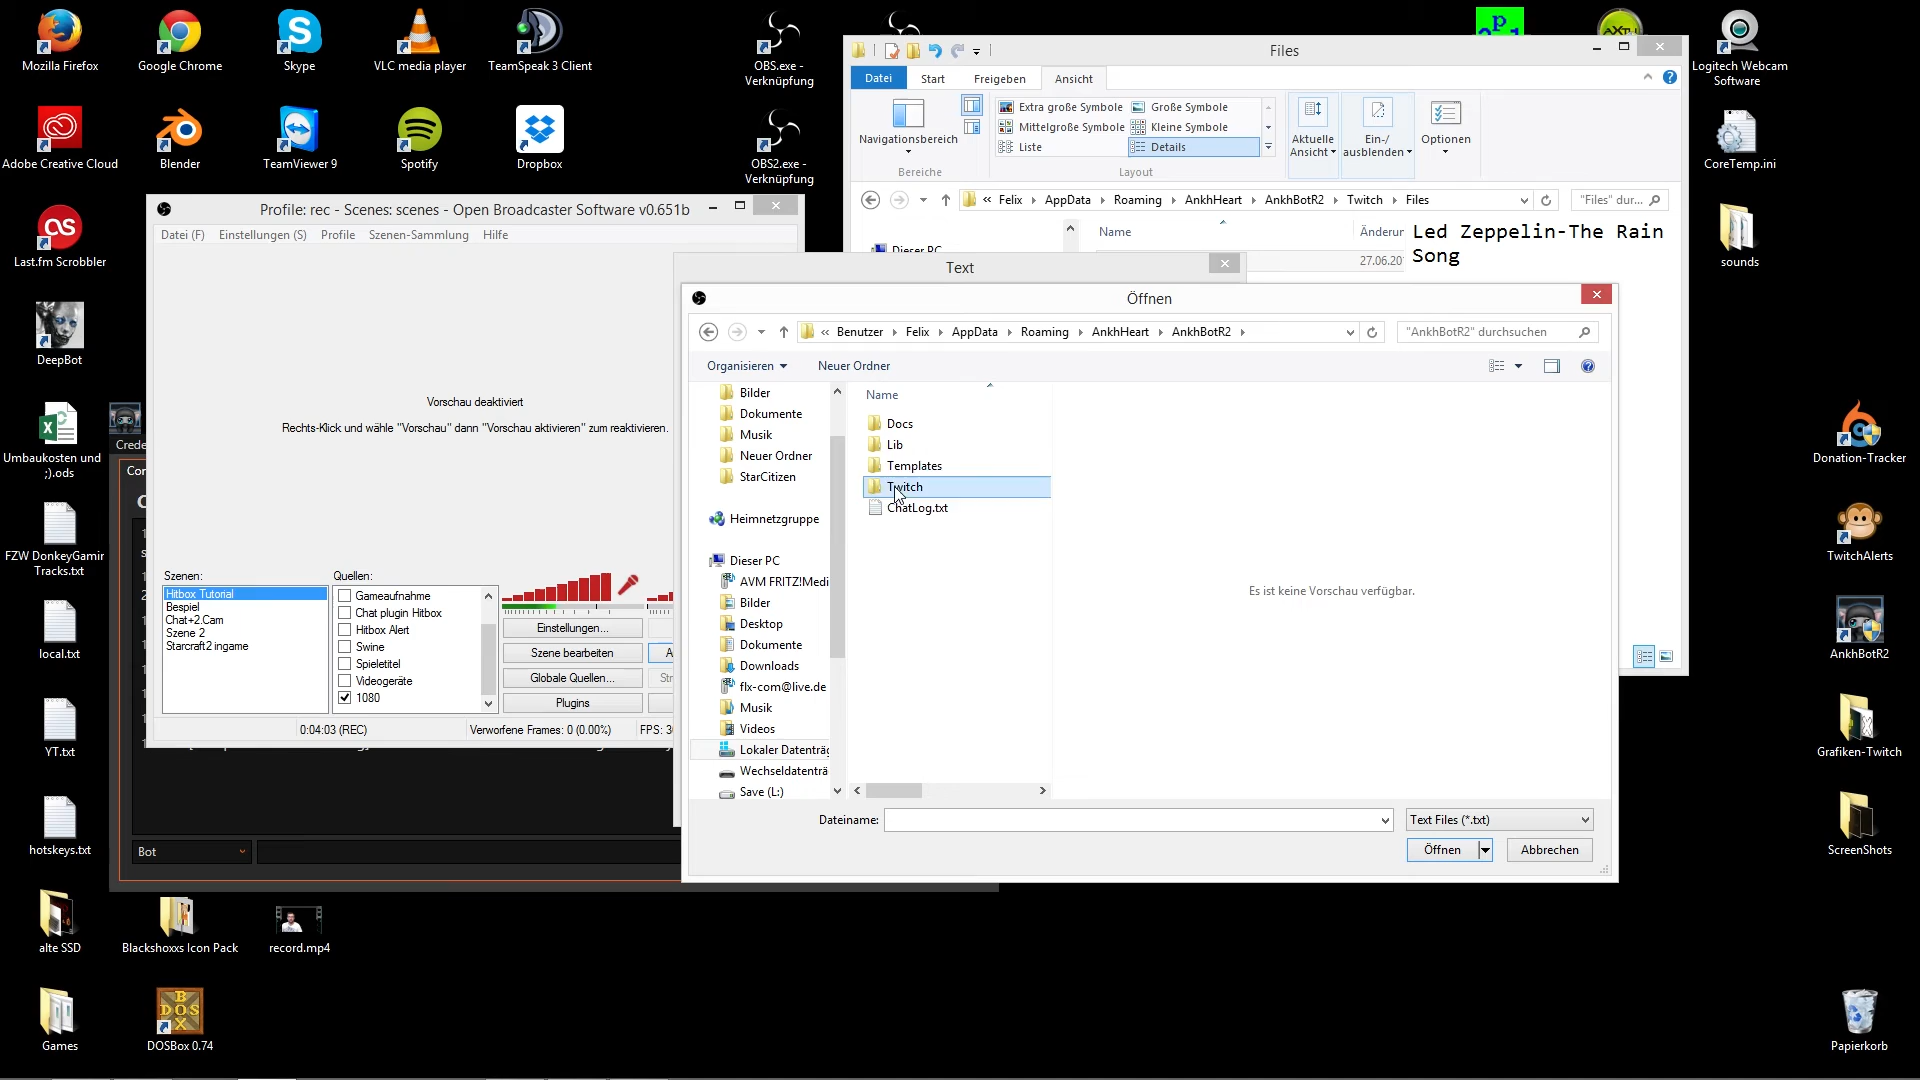 Mozilla Firefox
Google Chrome
Skype
VLC media player
TeamSpeak 3 Client
OBS.exe -
Verknüpfung
Adobe Creative Cloud
Blender
TeamViewer 9
Spotify
Dropbox
OBS2.exe -
Verknüpfung
Last.fm Scrobbler
DeepBot
Umbaukosten und
;).ods
Crede
FZW DonkeyGamin
Tracks.txt
local.txt
YT.txt
hotskeys.txt
alte SSD
Blackshoxxs Icon Pack
record.mp4
Games
DOSBox 0.74
Logitech Webcam
Software
CoreTemp.ini
sounds
Donation-Tracker
TwitchAlerts
AnkhBotR2
Grafiken-Twitch
ScreenShots
Papierkorb
Files
Datei
Start
Freigeben
Ansicht
Navigationsbereich
Extra große Symbole
Große Symbole
Mittelgroße Symbole
Kleine Symbole
Liste
Details
Aktuelle
Ansicht
Ein-/
ausblenden
Optionen
Bereiche
Layout
« Felix
AppData
Roaming
AnkhHeart
AnkhBotR2
Twitch
Files
"Files" dur...
Dieser PC
Name
Änderun
27.06.20
Led Zeppelin-The Rain
Song
Profile: rec - Scenes: scenes - Open Broadcaster Software v0.651b
Datei (F)
Einstellungen (S)
Profile
Szenen-Sammlung
Hilfe
Vorschau deaktiviert
Rechts-Klick und wähle "Vorschau" dann "Vorschau aktivieren" zum reaktivieren.
Szenen:
Hitbox Tutorial
Bespiel
Chat+2.Cam
Szene 2
Starcraft2 ingame
Quellen:
Gameaufnahme
Chat plugin Hitbox
Hitbox Alert
Swine
Spieletitel
Videogeräte
1080
Einstellungen...
Szene bearbeiten
Globale Quellen...
Plugins
A
Str
0:04:03 (REC)
Verworfene Frames: 0 (0.00%)
FPS: 3
Con
Bot
Text
Öffnen
« Benutzer
Felix
AppData
Roaming
AnkhHeart
AnkhBotR2
"AnkhBotR2" durchsuchen
Organisieren
Neuer Ordner
Bilder
Dokumente
Musik
Neuer Ordner
StarCitizen
Heimnetzgruppe
Dieser PC
AVM FRITZ!Medi
Bilder
Desktop
Dokumente
Downloads
flx-com@live.de
Musik
Videos
Lokaler Datenträg
Wechseldatenträ
Save (L:)
Name
Docs
Lib
Templates
Twitch
ChatLog.txt
Es ist keine Vorschau verfügbar.
Dateiname:
Text Files (*.txt)
Öffnen
Abbrechen